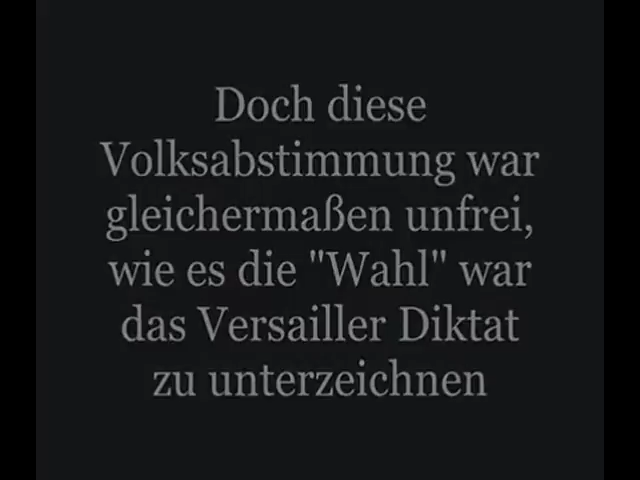 Doch diese
Volksabstimmung war
gleichermaßen unfrei,
wie es die "Wahl" war
das Versailler Diktat
zu unterzeichnen